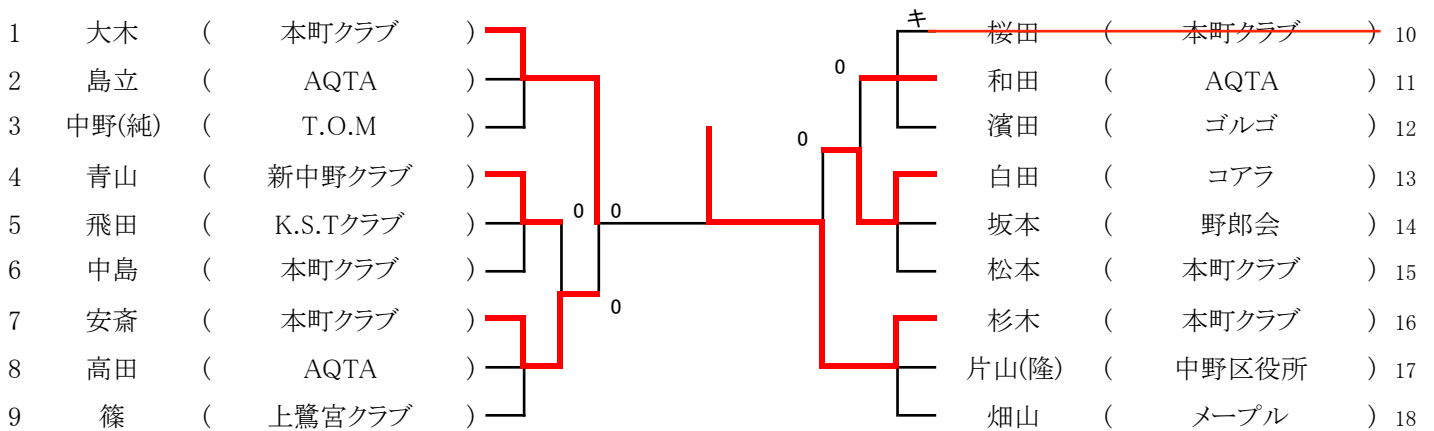 1 大木 ( 本町クラブ )
2 島立 ( AQTA )
3 中野(純) ( T.O.M )
4 青山 ( 新中野クラブ )
5 飛田 ( K.S.Tクラブ )
6 中島 ( 本町クラブ )
7 安斎 ( 本町クラブ )
8 高田 ( AQTA )
9 篠 ( 上鷺宮クラブ )
0 0
0
キ
0
0
桜田 ( 本町クラブ ) 10
和田 ( AQTA ) 11
濱田 ( ゴルゴ ) 12
白田 ( コアラ ) 13
坂本 ( 野郎会 ) 14
松本 ( 本町クラブ ) 15
杉木 ( 本町クラブ ) 16
片山(隆) ( 中野区役所 ) 17
畑山 ( メープル ) 18